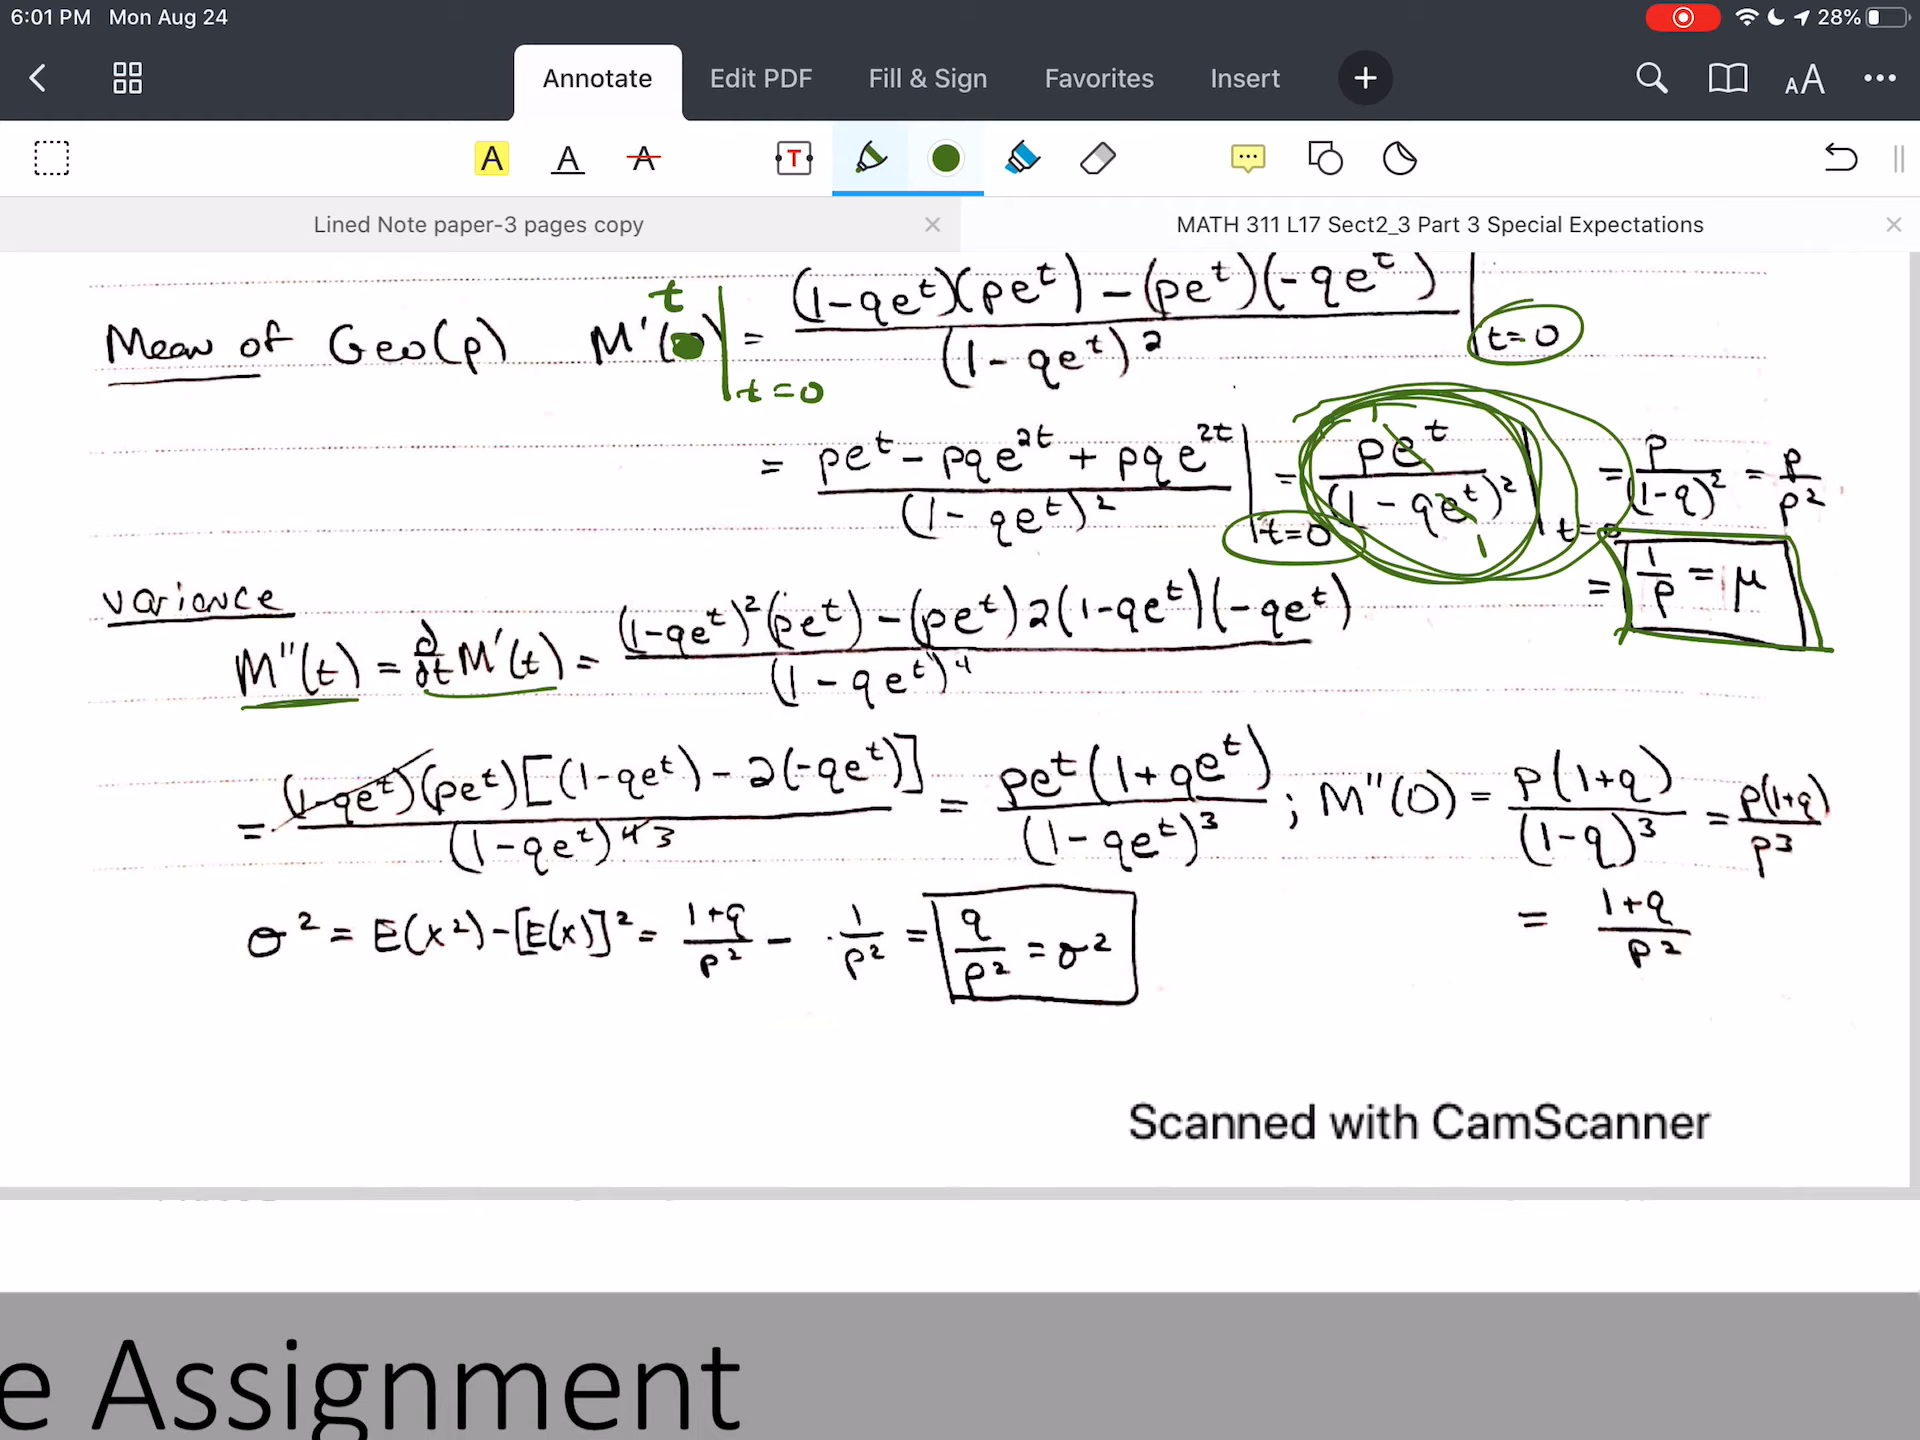 6:01 PM Mon Aug 24 28%
Annotate Edit PDF Fill & Sign Favorites Insert + AA
A A A T
Lined Note paper-3 pages copy MATH 311 L17 Sect2_3 Part 3 Special Expectations
Mean of Geo(p) M'(t)|t=0 = (1-qe^t)(pe^t) - (pe^t)(-qe^t) / (1-qe^t)^2 | t=0
= pe^t - pqe^2t + pqe^2t / (1-qe^t)^2 | t=0 = pe^t / (1-qe^t)^2 | t=0 = p/(1-q)^2 = p/p^2
= 1/p = μ
variance
M''(t) = d/dt M'(t) = (1-qe^t)^2(pe^t) - (pe^t)2(1-qe^t)(-qe^t) / (1-qe^t)^4
= (1-qe^t)(pe^t)[(1-qe^t) - 2(-qe^t)] / (1-qe^t)^4 3 = pe^t(1+qe^t) / (1-qe^t)^3 ; M''(0) = p(1+q) / (1-q)^3 = p(1+q) / p^3
= 1+q / p^2
σ^2 = E(x^2) - [E(x)]^2 = 1+q / p^2 - 1/p^2 = q/p^2 = σ^2
Scanned with CamScanner
e Assignment